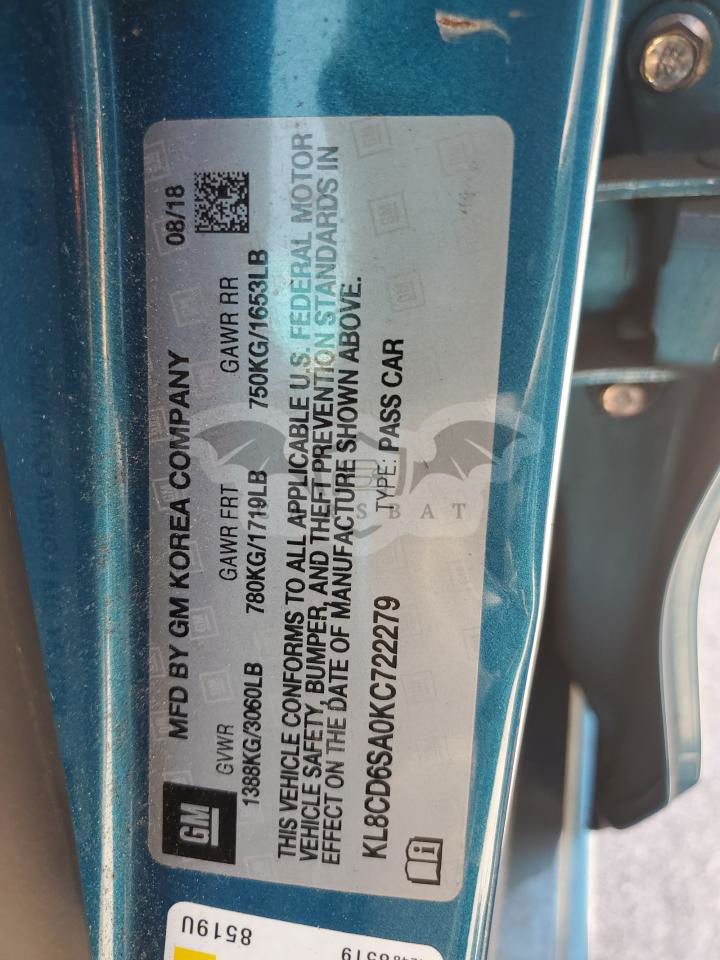 MFD BY GM KOREA COMPANY 08/18
GM
GVWR GAWR FRT GAWR RR
1388KG/3060LB 780KG/1719LB 750KG/1653LB
THIS VEHICLE CONFORMS TO ALL APPLICABLE U.S. FEDERAL MOTOR
VEHICLE SAFETY, BUMPER, AND THEFT PREVENTION STANDARDS IN
EFFECT ON THE DATE OF MANUFACTURE SHOWN ABOVE.
KL8CD6SA0KC722279 TYPE: PASS CAR
8519U